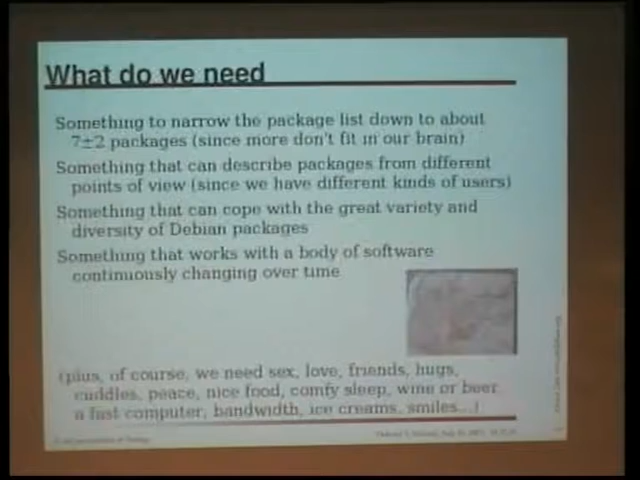 What do we need
Something to narrow the package list down to about
7±2 packages (since more don't fit in our brain)
Something that can describe packages from different
points of view (since we have different kinds of users)
Something that can cope with the great variety and
diversity of Debian packages
Something that works with a body of software
continuously changing over time
(plus, of course, we need sex, love, friends, hugs,
cuddles, peace, nice food, comfy sleep, wine or beer
a fast computer, bandwidth, ice creams, smiles...)